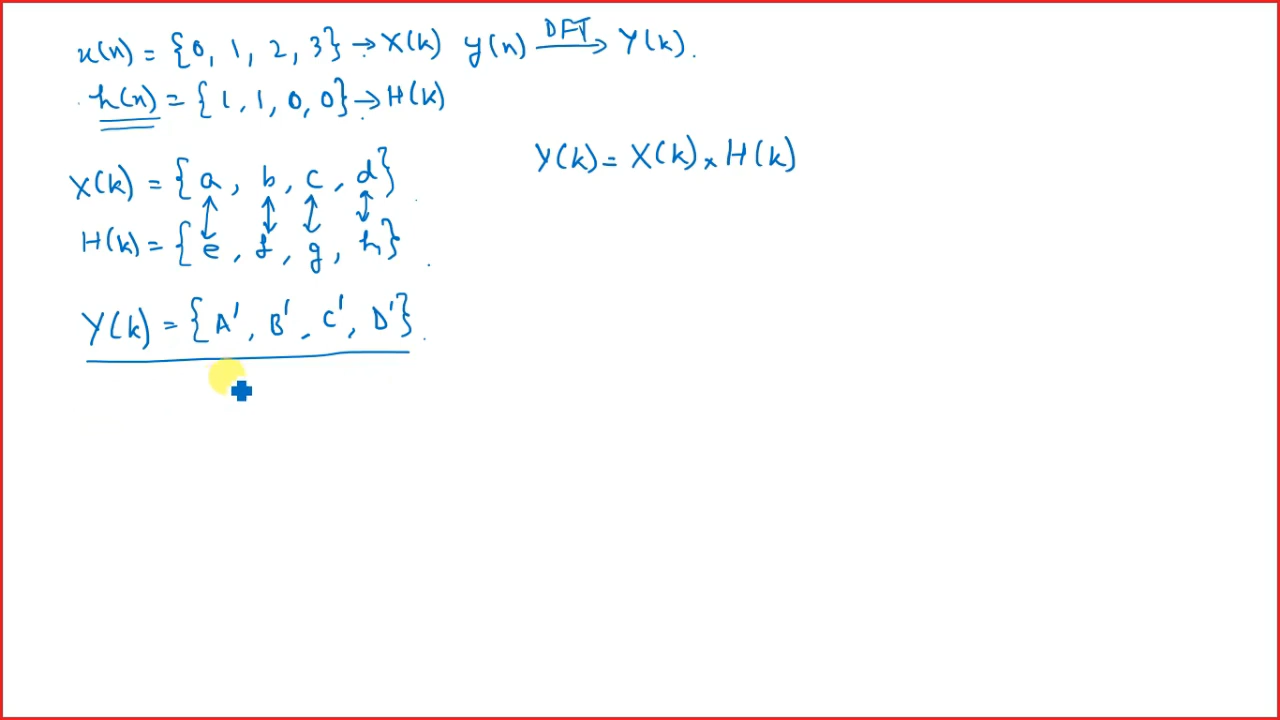 x(n) = {0, 1, 2, 3} → X(k) y(n) DFT→ Y(k).
h(n) = {1, 1, 0, 0} → H(k)
Y(k) = X(k) × H(k)
X(k) = {a, b, c, d}
H(k) = {e, f, g, h}
Y(k) = {A', B', C', D'}